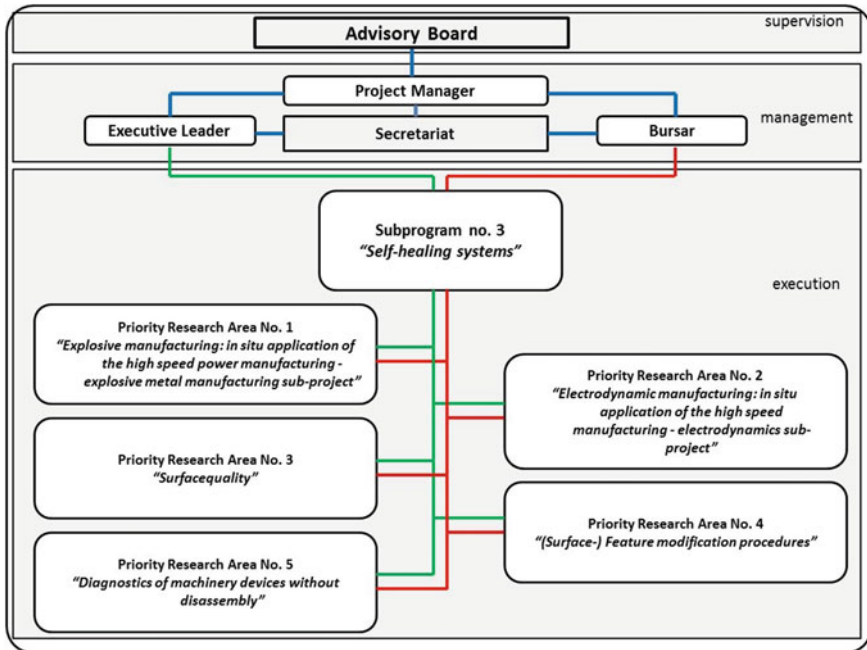 supervision
Advisory Board
Project Manager
management
Executive Leader
Secretariat
Bursar
Subprogram no. 3
“Self-healing systems”
execution
Priority Research Area No. 1
“Explosive manufacturing: in situ application of
the high speed power manufacturing -
explosive metal manufacturing sub-project”
Priority Research Area No. 2
“Electrodynamic manufacturing: in situ
application of the high speed
manufacturing - electrodynamics sub-
project”
Priority Research Area No. 3
“Surfacequality”
Priority Research Area No. 4
“(Surface-) Feature modification procedures”
Priority Research Area No. 5
“Diagnostics of machinery devices without
disassembly”